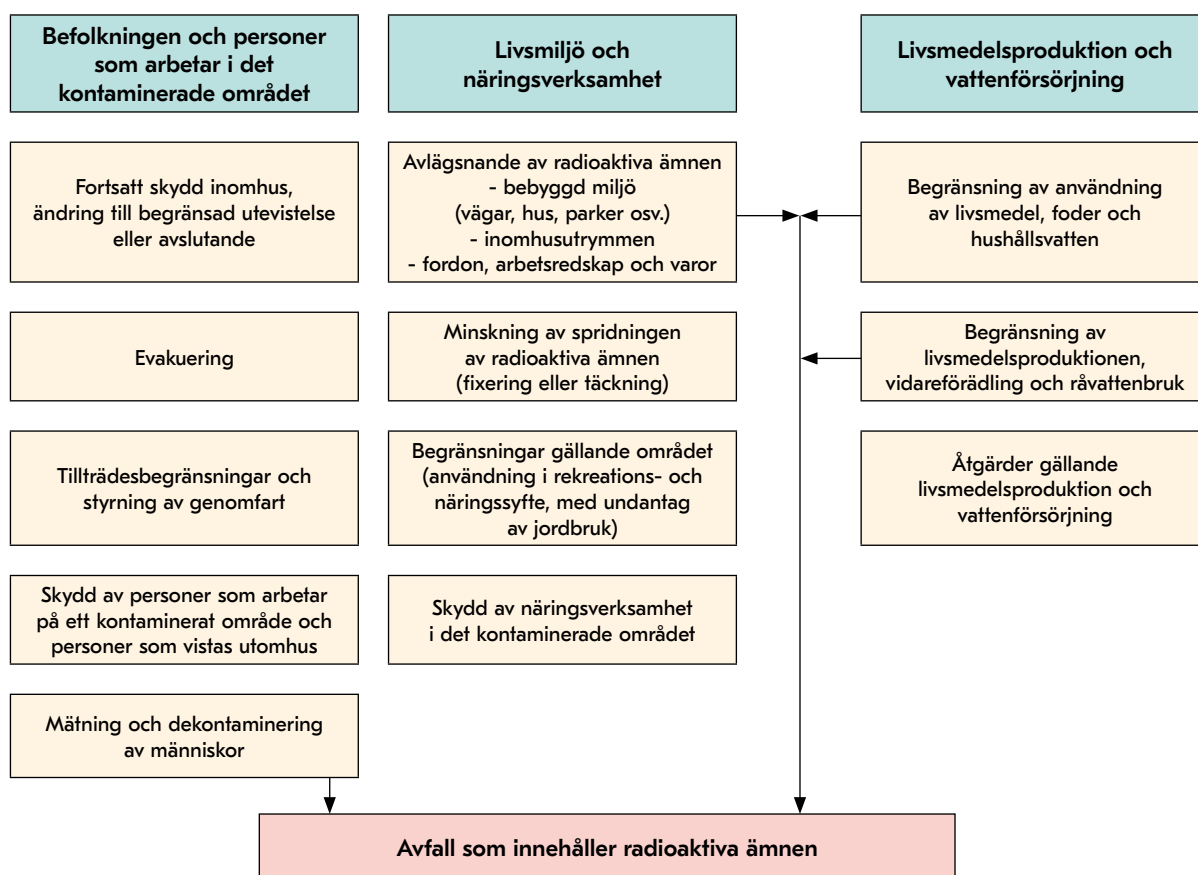 Befolkningen och personer
som arbetar i det
kontaminerade området
Fortsatt skydd inomhus,
ändring till begränsad utevistelse
eller avslutande
Evakuering
Tillträdesbegränsningar och
styrning av genomfart
Skydd av personer som arbetar
på ett kontaminerat område och
personer som vistas utomhus
Mätning och dekontaminering
av människor
Livsmiljö och
näringsverksamhet
Avlägsnande av radioaktiva ämnen
- bebyggd miljö
(vägar, hus, parker osv.)
- inomhusutrymmen
- fordon, arbetsredskap och varor
Minskning av spridningen
av radioaktiva ämnen
(fixering eller täckning)
Begränsningar gällande området
(användning i rekreations- och
näringssyfte, med undantag
av jordbruk)
Skydd av näringsverksamhet
i det kontaminerade området
Livsmedelsproduktion och
vattenförsörjning
Begränsning av användning
av livsmedel, foder och
hushållsvatten
Begränsning av
livsmedelsproduktionen,
vidareförädling och råvattenbruk
Åtgärder gällande
livsmedelsproduktion och
vattenförsörjning
Avfall som innehåller radioaktiva ämnen